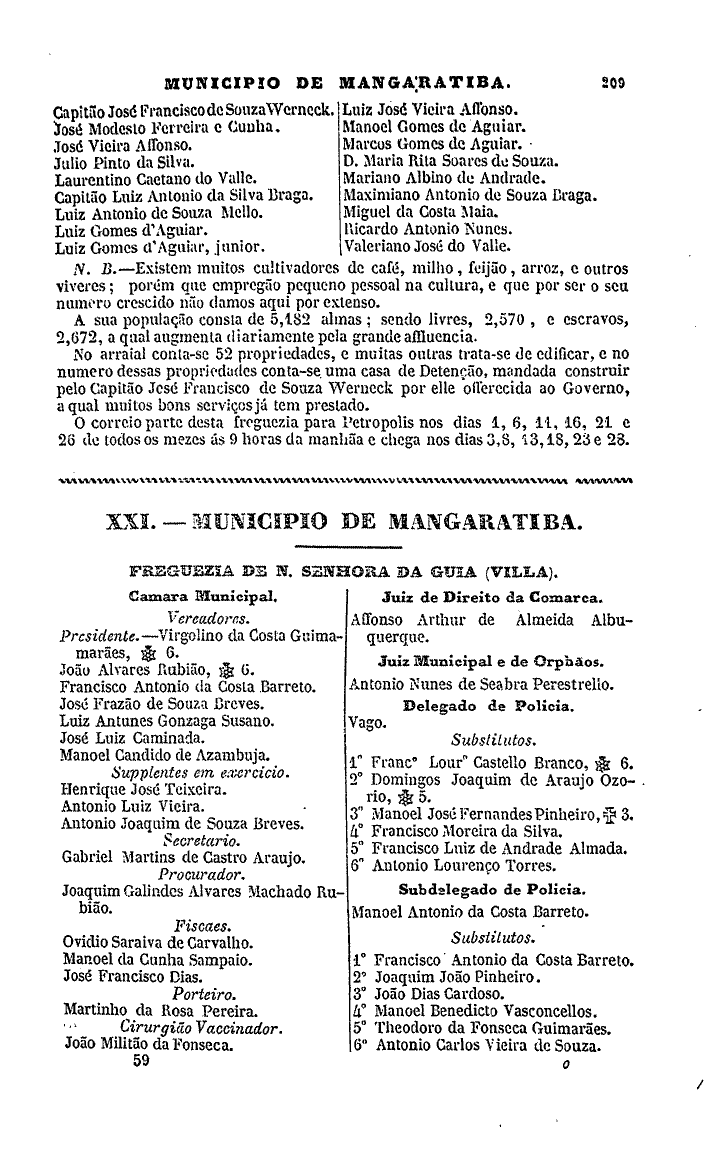 MUNICIPIO DE MANGARATIBA. 209
Capitão José Francisco de Souza Werneck.
José Modesto Ferreira e Cunha.
José Vieira Affonso.
Julio Pinto da Silva.
Laurentino Caetano do Valle.
Capitão Luiz Antonio da Silva Braga.
Luiz Antonio de Souza Mello.
Luiz Gomes d'Aguiar.
Luiz Gomes d'Aguiar, junior.
Luiz José Vieira Affonso.
Manoel Gomes de Aguiar.
Marcos Gomes de Aguiar.
D. Maria Rita Soares de Souza.
Mariano Albino de Andrade.
Maximiano Antonio de Souza Braga.
Miguel da Costa Maia.
Ricardo Antonio Nunes.
Valeriano José do Valle.
N. B.—Existem muitos cultivadores de café, milho, feijão, arroz, e outros
viveres; porém que empregão pequeno pessoal na cultura, e que por ser o seu
numero crescido não damos aqui por extenso.
A sua população consta de 5,182 almas; sendo livres, 2,570, e escravos,
2,672, a qual augmenta diariamente pela grande affluencia.
No arraial conta-se 52 propriedades, e muitas outras trata-se de edificar, e no
numero dessas propriedades conta-se uma casa de Detenção, mandada construir
pelo Capitão José Francisco de Souza Werneck por elle offerecida ao Governo,
a qual muitos bons serviços já tem prestado.
O correio parte desta freguezia para Petropolis nos dias 1, 6, 11, 16, 21 e
26 de todos os mezes ás 9 horas da manhãa e chega nos dias 3, 8, 13, 18, 23 e 28.
XXI. — MUNICIPIO DE MANGARATIBA.
FREGUEZIA DE N. SENHORA DA GUIA (VILLA).
Camara Municipal.
Vereadores.
Presidente.—Virgolino da Costa Guima-
marães, 6.
João Alvares Rubião, 6.
Francisco Antonio da Costa Barreto.
José Frazão de Souza Breves.
Luiz Antunes Gonzaga Susano.
José Luiz Caminada.
Manoel Candido de Azambuja.
Supplentes em exercicio.
Henrique José Teixeira.
Antonio Luiz Vieira.
Antonio Joaquim de Souza Breves.
Secretario.
Gabriel Martins de Castro Araujo.
Procurador.
Joaquim Galindes Alvares Machado Ru-
bião.
Fiscaes.
Ovidio Saraiva de Carvalho.
Manoel da Cunha Sampaio.
José Francisco Dias.
Porteiro.
Martinho da Rosa Pereira.
Cirurgião Vaccinador.
João Militão da Fonseca.
59
Juiz de Direito da Comarca.
Affonso Arthur de Almeida Albu-
querque.
Juiz Municipal e de Orphãos.
Antonio Nunes de Seabra Perestrello.
Delegado de Policia.
Vago.
Substitutos.
1º Francº Lourº Castello Branco, 6.
2º Domingos Joaquim de Araujo Ozo-
rio, 5.
3º Manoel José Fernandes Pinheiro, 3.
4º Francisco Moreira da Silva.
5º Francisco Luiz de Andrade Almada.
6º Antonio Lourenço Torres.
Subdelegado de Policia.
Manoel Antonio da Costa Barreto.
Substitutos.
1º Francisco Antonio da Costa Barreto.
2º Joaquim João Pinheiro.
3º João Dias Cardoso.
4º Manoel Benedicto Vasconcellos.
5º Theodoro da Fonseca Guimarães.
6º Antonio Carlos Vieira de Souza.
O